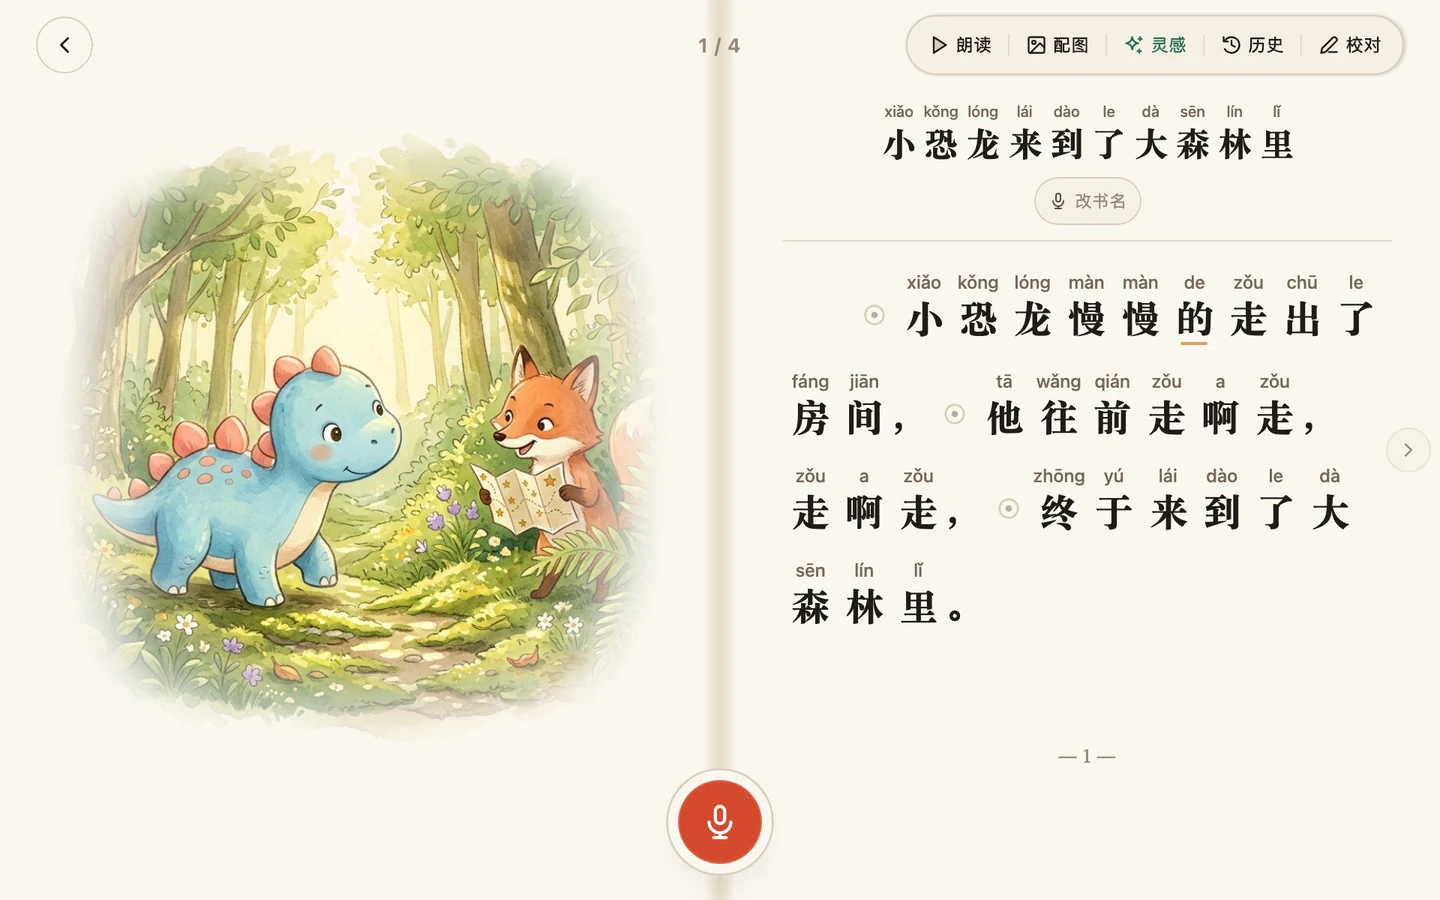 1 / 4
朗读 配图 灵感 历史 校对
xiǎo kǒng lóng lái dào le dà sēn lín lǐ
小恐龙来到了大森林里
改书名
xiǎo kǒng lóng màn màn de zǒu chū le
小恐龙慢慢的走出了
fáng jiān tā wǎng qián zǒu a zǒu
房间，他往前走啊走，
zǒu a zǒu zhōng yú lái dào le dà
走啊走，终于来到了大
sēn lín lǐ
森林里。
— 1 —